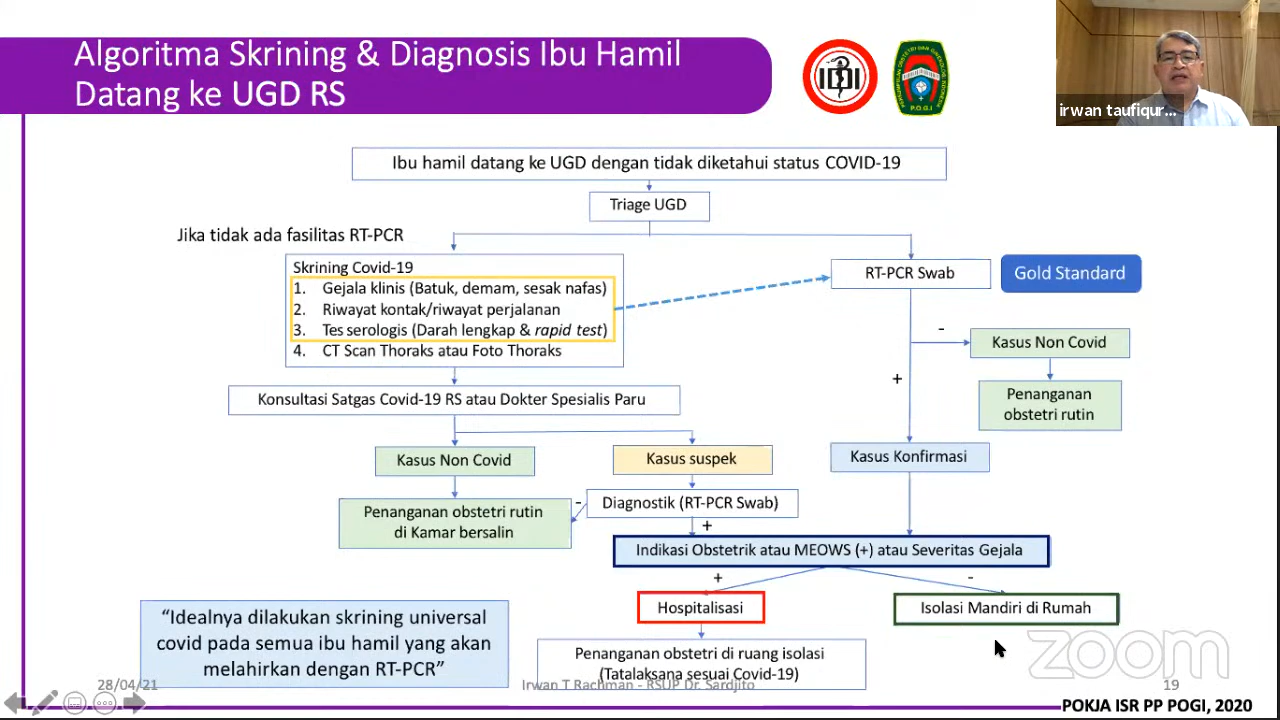 Algoritma Skrining & Diagnosis Ibu Hamil
Datang ke UGD RS
irwan taufiqur...
Ibu hamil datang ke UGD dengan tidak diketahui status COVID-19
Triage UGD
Jika tidak ada fasilitas RT-PCR
Skrining Covid-19
1. Gejala klinis (Batuk, demam, sesak nafas)
2. Riwayat kontak/riwayat perjalanan
3. Tes serologis (Darah lengkap & rapid test)
4. CT Scan Thoraks atau Foto Thoraks
RT-PCR Swab
Gold Standard
-
Kasus Non Covid
+
Penanganan
obstetri rutin
Konsultasi Satgas Covid-19 RS atau Dokter Spesialis Paru
Kasus Non Covid
Kasus suspek
Kasus Konfirmasi
Penanganan obstetri rutin
di Kamar bersalin
-
Diagnostik (RT-PCR Swab)
+
Indikasi Obstetrik atau MEOWS (+) atau Severitas Gejala
+
-
Hospitalisasi
Isolasi Mandiri di Rumah
“Idealnya dilakukan skrining universal
covid pada semua ibu hamil yang akan
melahirkan dengan RT-PCR”
Penanganan obstetri di ruang isolasi
(Tatalaksana sesuai Covid-19)
zoom
28/04/21
Irwan T Rachman - RSUP Dr. Sardjito
19
POKJA ISR PP POGI, 2020